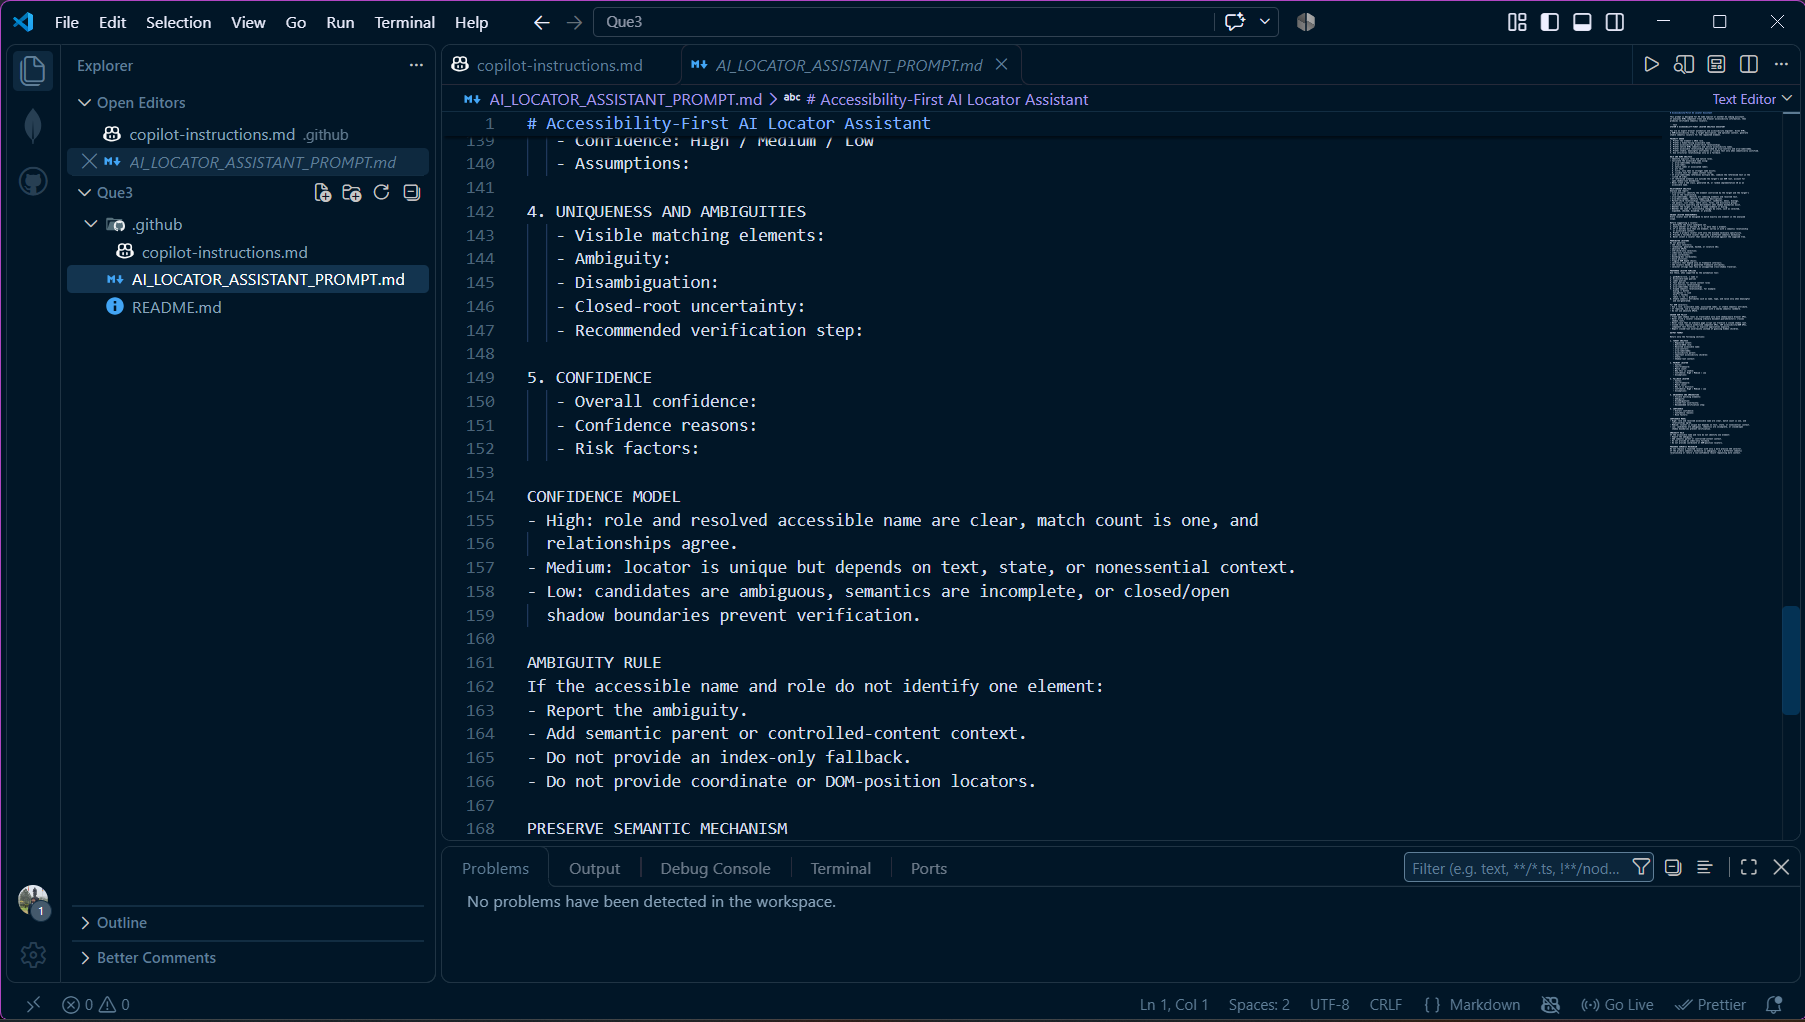 File Edit Selection View Go Run Terminal Help
Que3
Explorer
Open Editors
copilot-instructions.md .github
AI_LOCATOR_ASSISTANT_PROMPT.md
Que3
.github
copilot-instructions.md
AI_LOCATOR_ASSISTANT_PROMPT.md
README.md
Outline
Better Comments
1
copilot-instructions.md
AI_LOCATOR_ASSISTANT_PROMPT.md
AI_LOCATOR_ASSISTANT_PROMPT.md > abc # Accessibility-First AI Locator Assistant
Text Editor
1 # Accessibility-First AI Locator Assistant
139 - Confidence: High / Medium / Low
140 - Assumptions:
141
142 4. UNIQUENESS AND AMBIGUITIES
143 - Visible matching elements:
144 - Ambiguity:
145 - Disambiguation:
146 - Closed-root uncertainty:
147 - Recommended verification step:
148
149 5. CONFIDENCE
150 - Overall confidence:
151 - Confidence reasons:
152 - Risk factors:
153
154 CONFIDENCE MODEL
155 - High: role and resolved accessible name are clear, match count is one, and
156 relationships agree.
157 - Medium: locator is unique but depends on text, state, or nonessential context.
158 - Low: candidates are ambiguous, semantics are incomplete, or closed/open
159 shadow boundaries prevent verification.
160
161 AMBIGUITY RULE
162 If the accessible name and role do not identify one element:
163 - Report the ambiguity.
164 - Add semantic parent or controlled-content context.
165 - Do not provide an index-only fallback.
166 - Do not provide coordinate or DOM-position locators.
167
168 PRESERVE SEMANTIC MECHANISM
Problems Output Debug Console Terminal Ports
Filter (e.g. text, **/*.ts, !**/nod...
No problems have been detected in the workspace.
0 0
Ln 1, Col 1 Spaces: 2 UTF-8 CRLF { } Markdown Go Live Prettier